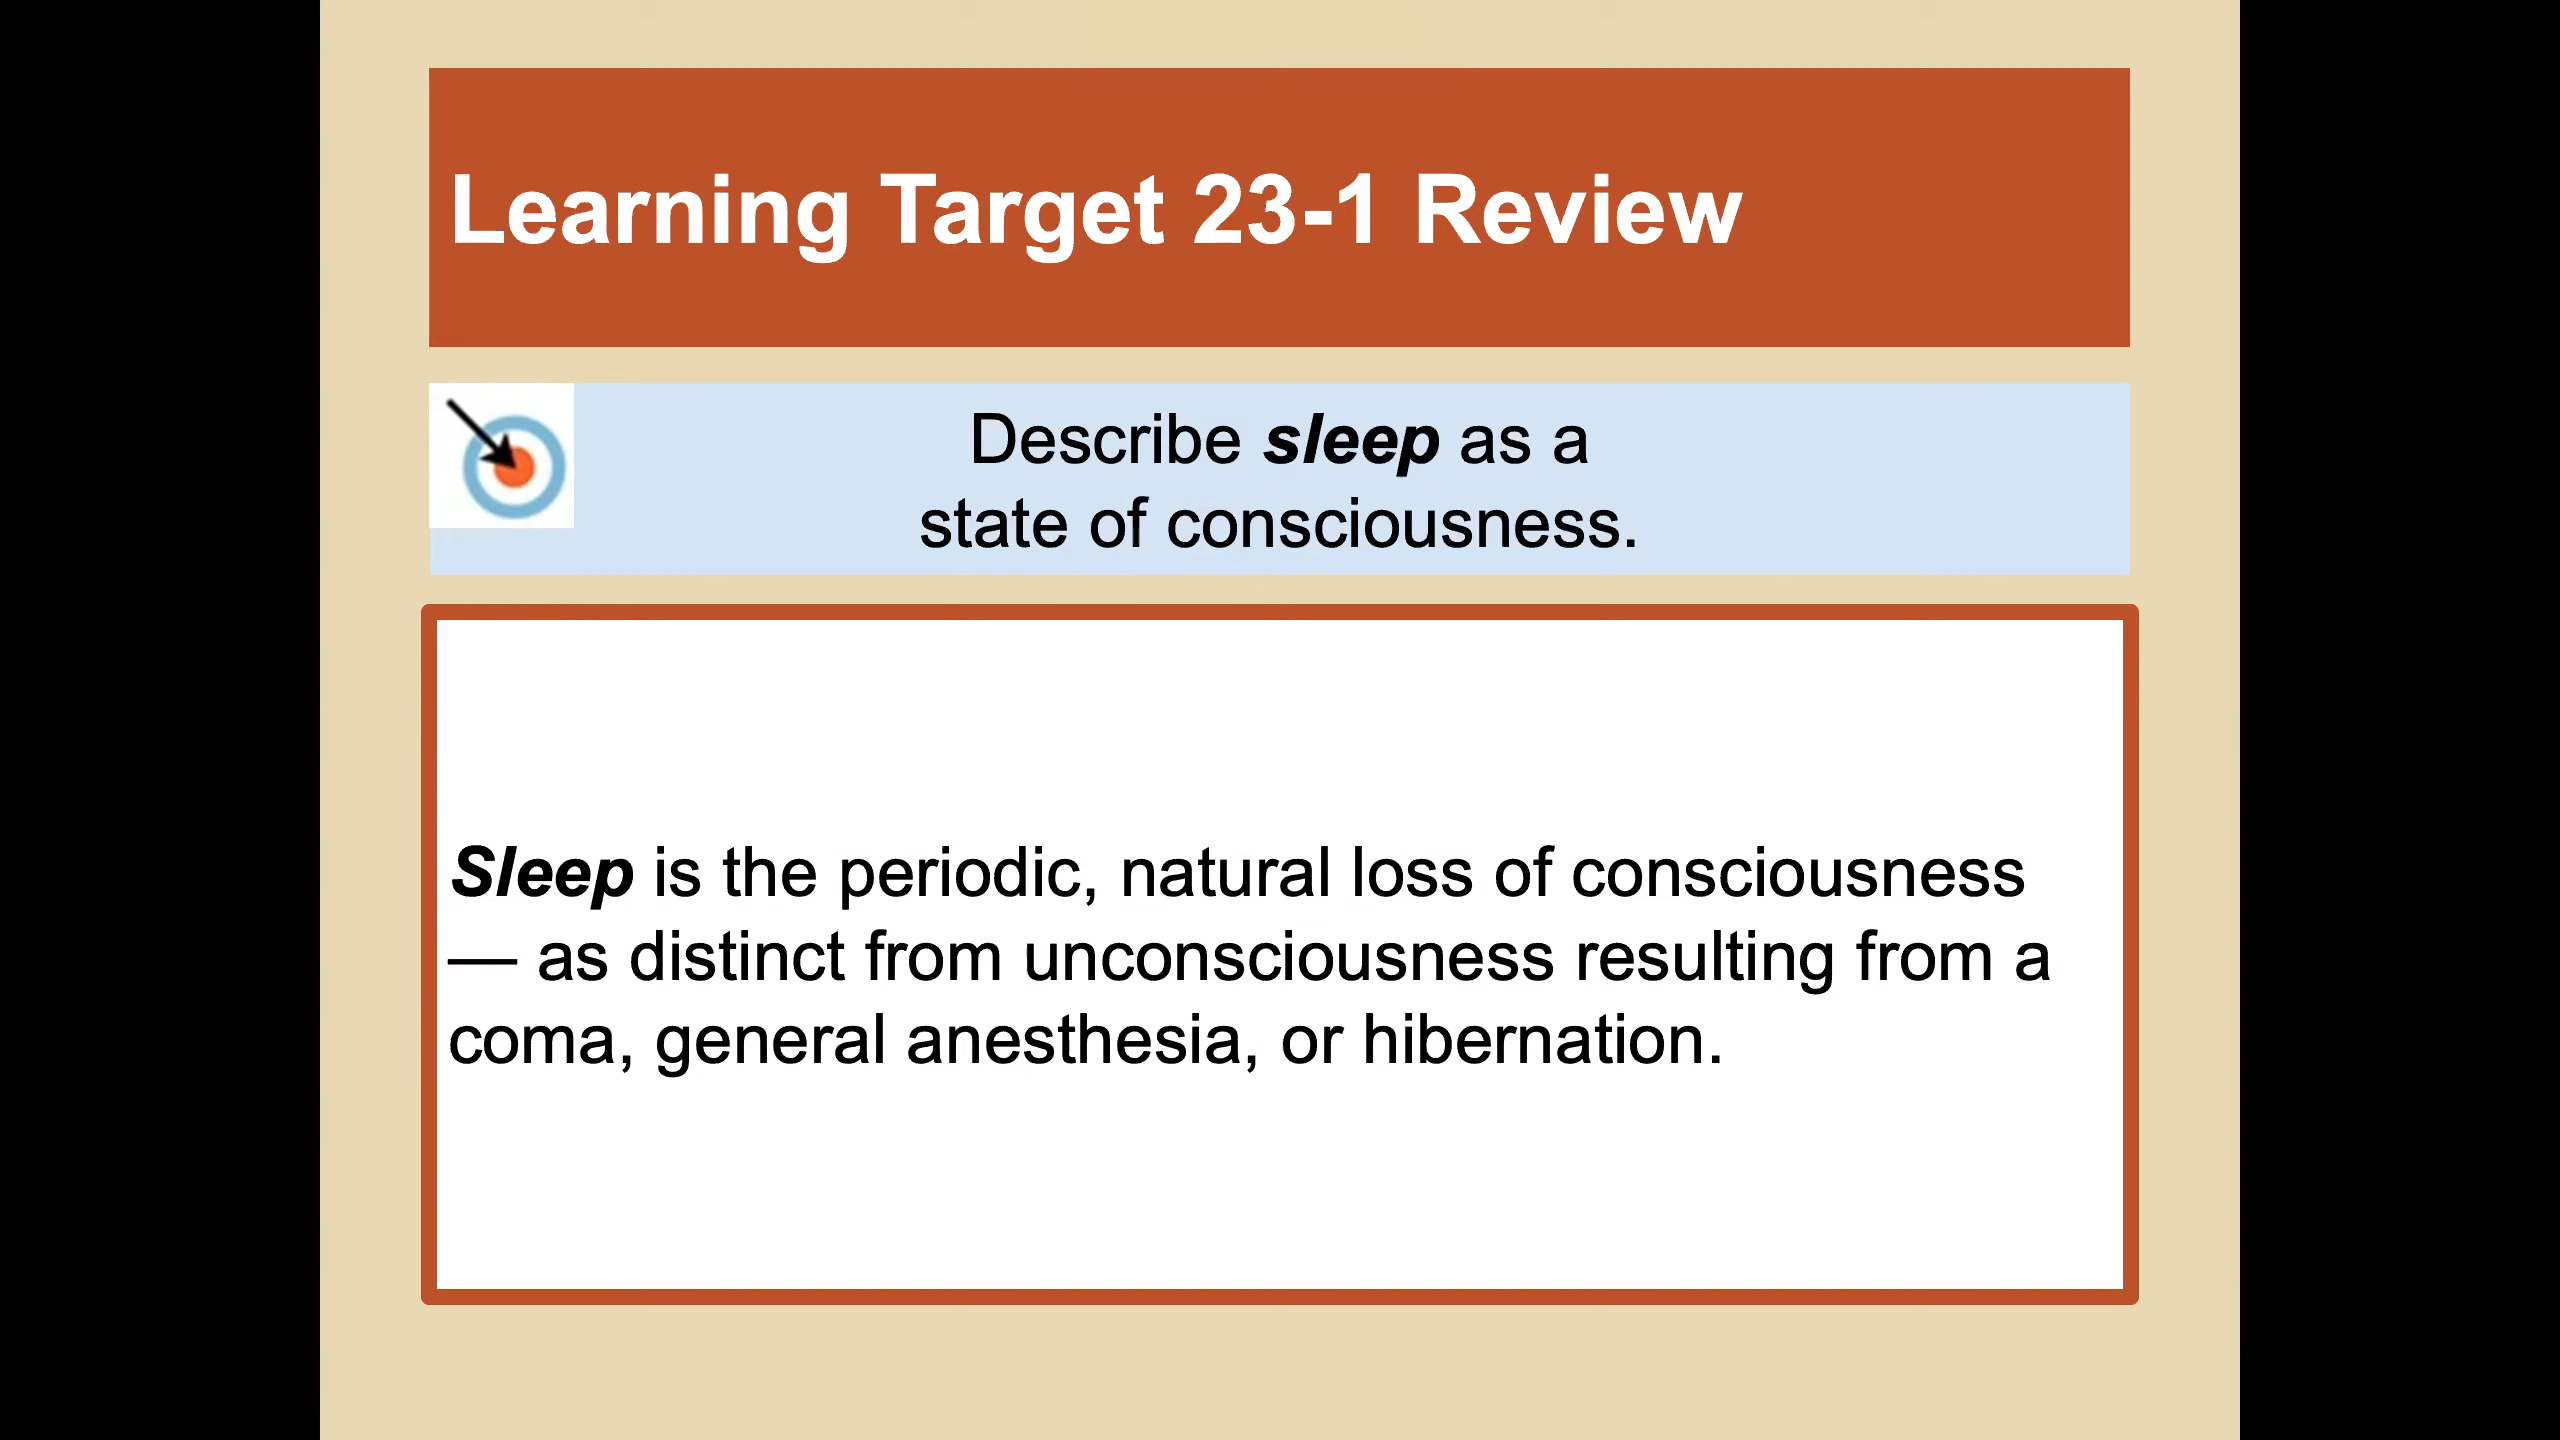 Learning Target 23-1 Review
Describe sleep as a
state of consciousness.
Sleep is the periodic, natural loss of consciousness
— as distinct from unconsciousness resulting from a
coma, general anesthesia, or hibernation.